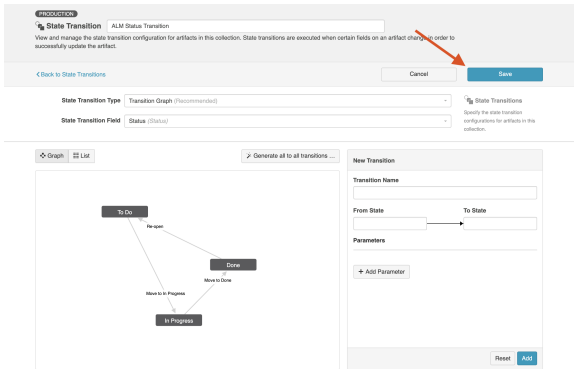 PRODUCTION
State Transition ALM Status Transition
View and manage the state transition configuration for artifacts in this collection. State transitions are executed when certain fields on an artifact change in order to
successfully update the artifact.
Back to State Transitions Cancel Save
State Transition Type Transition Graph (Recommended)
State Transition Field Status (Status)
State Transitions
Specify the state transition
configurations for artifacts in this
collection.
Graph List Generate all to all transitions ...
To Do
Re-open
Done
Move to Done
Move to In Progress
In Progress
New Transition
Transition Name
From State To State
Parameters
+ Add Parameter
Reset Add